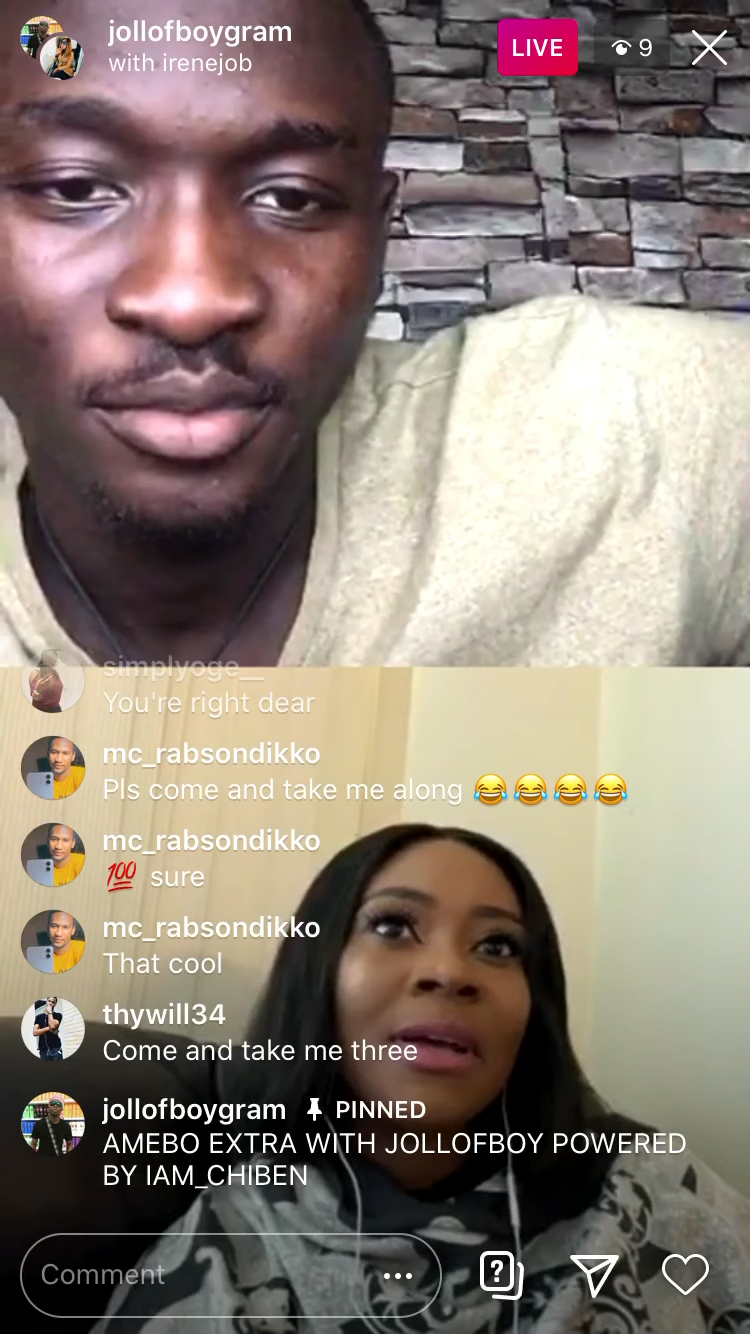 jollofboygram
with irenejob
LIVE
9
simplyoge__
You're right dear
mc_rabsondikko
Pls come and take me along 😂😂😂😂
mc_rabsondikko
💯 sure
mc_rabsondikko
That cool
thywill34
Come and take me three
jollofboygram PINNED
AMEBO EXTRA WITH JOLLOFBOY POWERED
BY IAM_CHIBEN
Comment